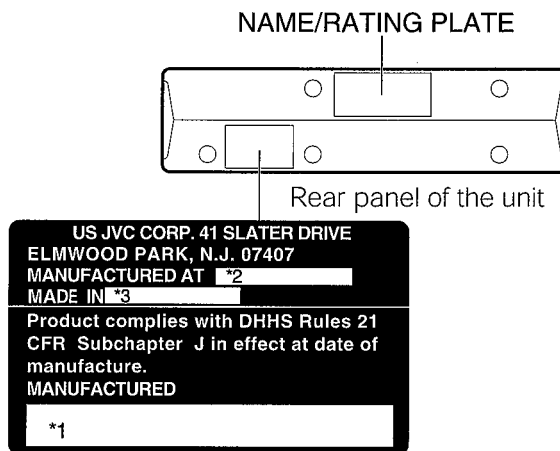 NAME/RATING PLATE
Rear panel of the unit
US JVC CORP. 41 SLATER DRIVE
ELMWOOD PARK, N.J. 07407
MANUFACTURED AT *2
MADE IN *3
Product complies with DHHS Rules 21
CFR Subchapter J in effect at date of
manufacture.
MANUFACTURED
*1